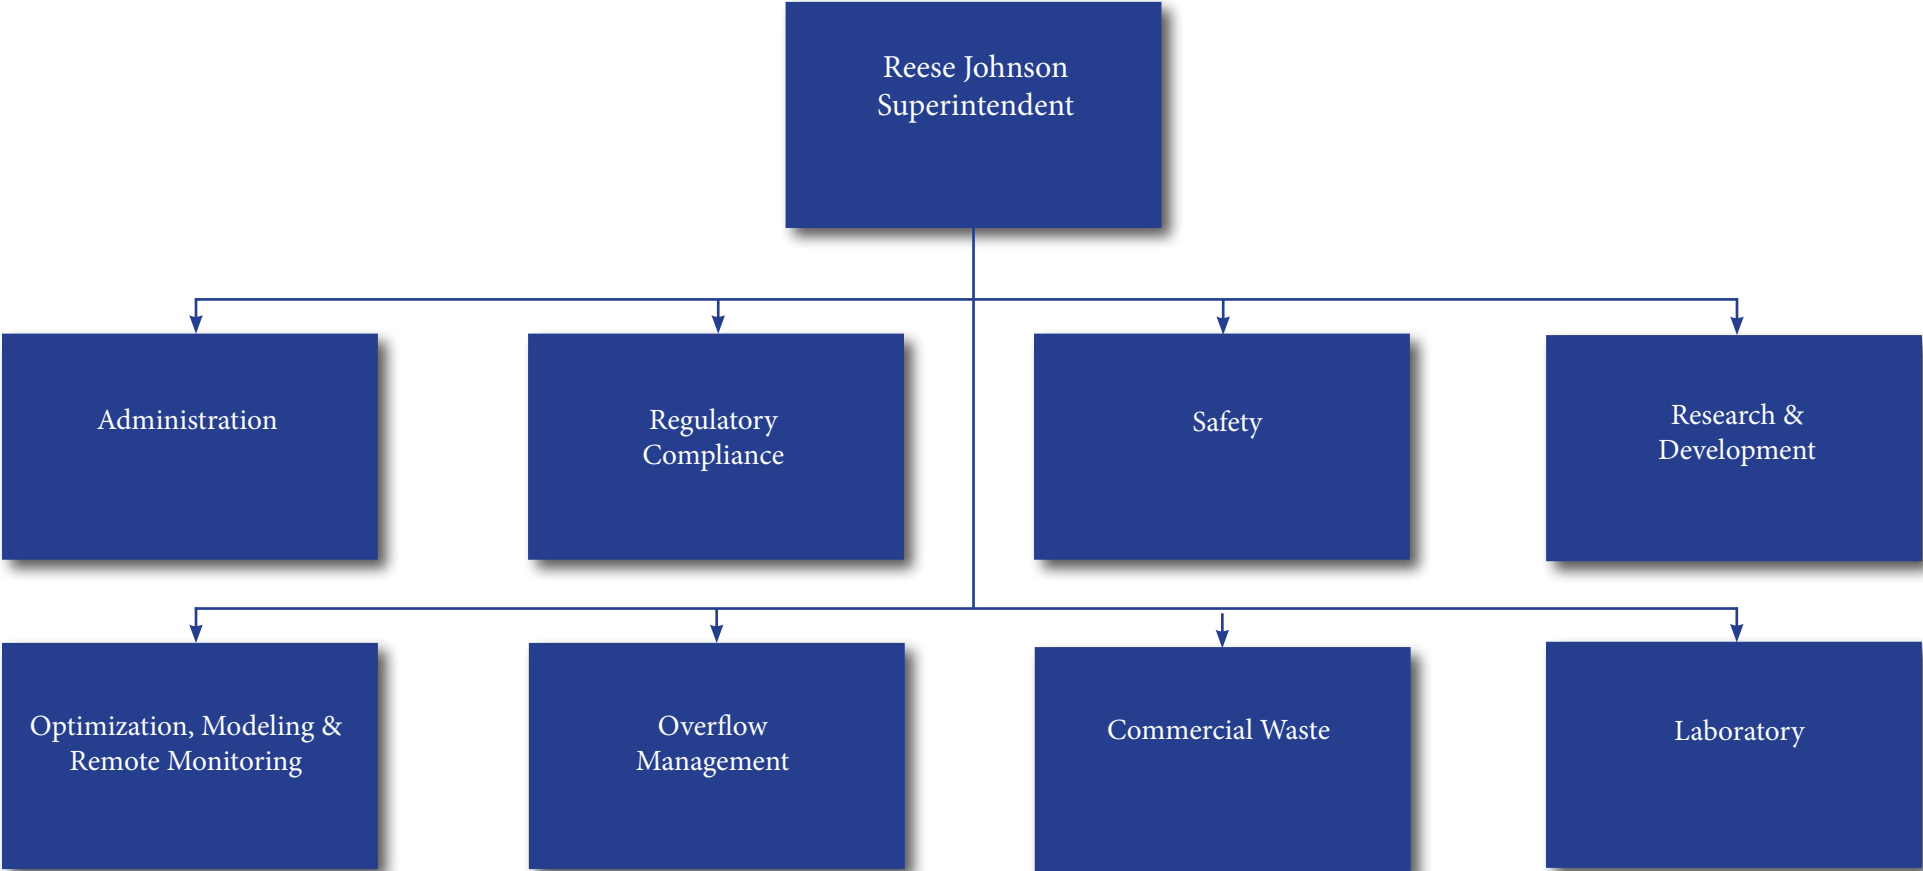 Reese Johnson
Superintendent
Administration
Regulatory
Compliance
Safety
Research &
Development
Optimization, Modeling &
Remote Monitoring
Overflow
Management
Commercial Waste
Laboratory